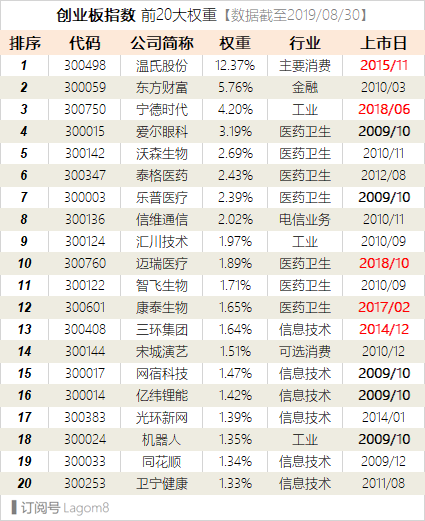 创业板指数 前20大权重【数据截至2019/08/30】
排序 代码 公司简称 权重 行业 上市日
1 300498 温氏股份 12.37% 主要消费 2015/11
2 300059 东方财富 5.76% 金融 2010/03
3 300750 宁德时代 4.20% 工业 2018/06
4 300015 爱尔眼科 3.19% 医药卫生 2009/10
5 300142 沃森生物 2.69% 医药卫生 2010/11
6 300347 泰格医药 2.43% 医药卫生 2012/08
7 300003 乐普医疗 2.39% 医药卫生 2009/10
8 300136 信维通信 2.02% 电信业务 2010/11
9 300124 汇川技术 1.97% 工业 2010/09
10 300760 迈瑞医疗 1.89% 医药卫生 2018/10
11 300122 智飞生物 1.71% 医药卫生 2010/09
12 300601 康泰生物 1.65% 医药卫生 2017/02
13 300408 三环集团 1.64% 信息技术 2014/12
14 300144 宋城演艺 1.51% 可选消费 2010/12
15 300017 网宿科技 1.47% 信息技术 2009/10
16 300014 亿纬锂能 1.42% 信息技术 2009/10
17 300383 光环新网 1.39% 信息技术 2014/01
18 300024 机器人 1.35% 工业 2009/10
19 300033 同花顺 1.34% 信息技术 2009/12
20 300253 卫宁健康 1.33% 信息技术 2011/08
订阅号 Lagom8